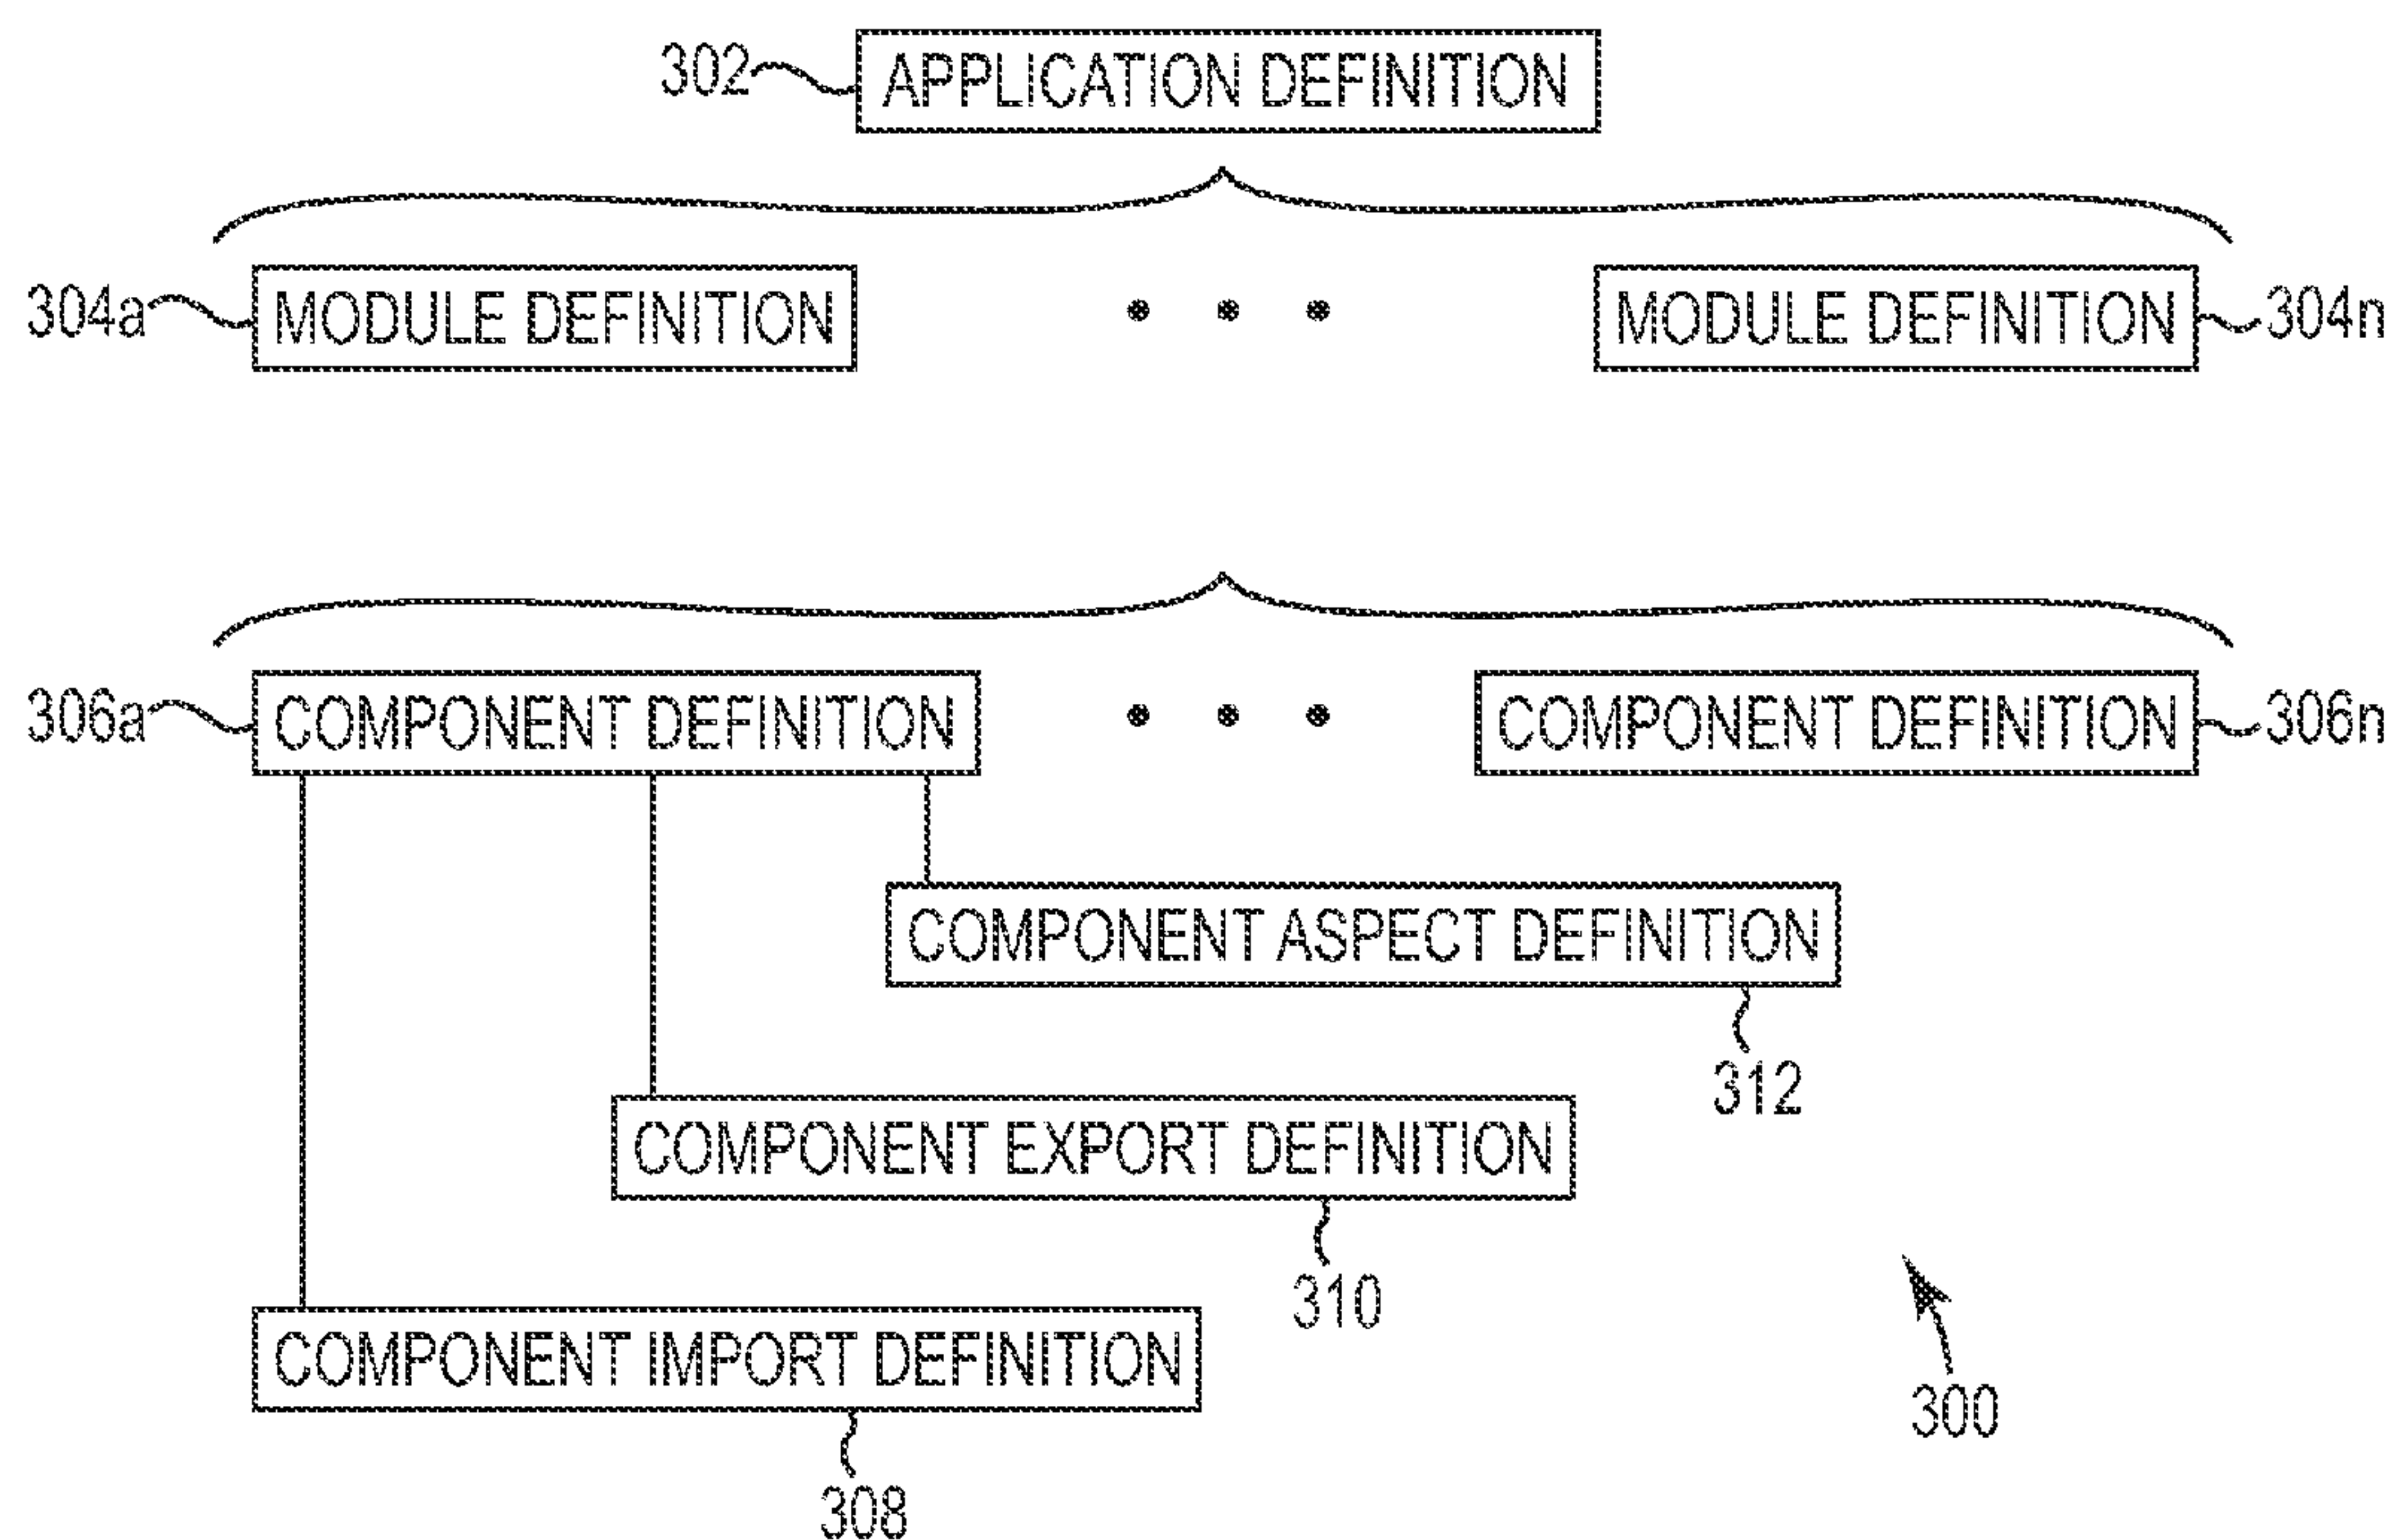 302 APPLICATION DEFINITION
304a MODULE DEFINITION MODULE DEFINITION 304n
306a COMPONENT DEFINITION COMPONENT DEFINITION 306n
COMPONENT ASPECT DEFINITION
312
COMPONENT EXPORT DEFINITION
310
COMPONENT IMPORT DEFINITION
300
308